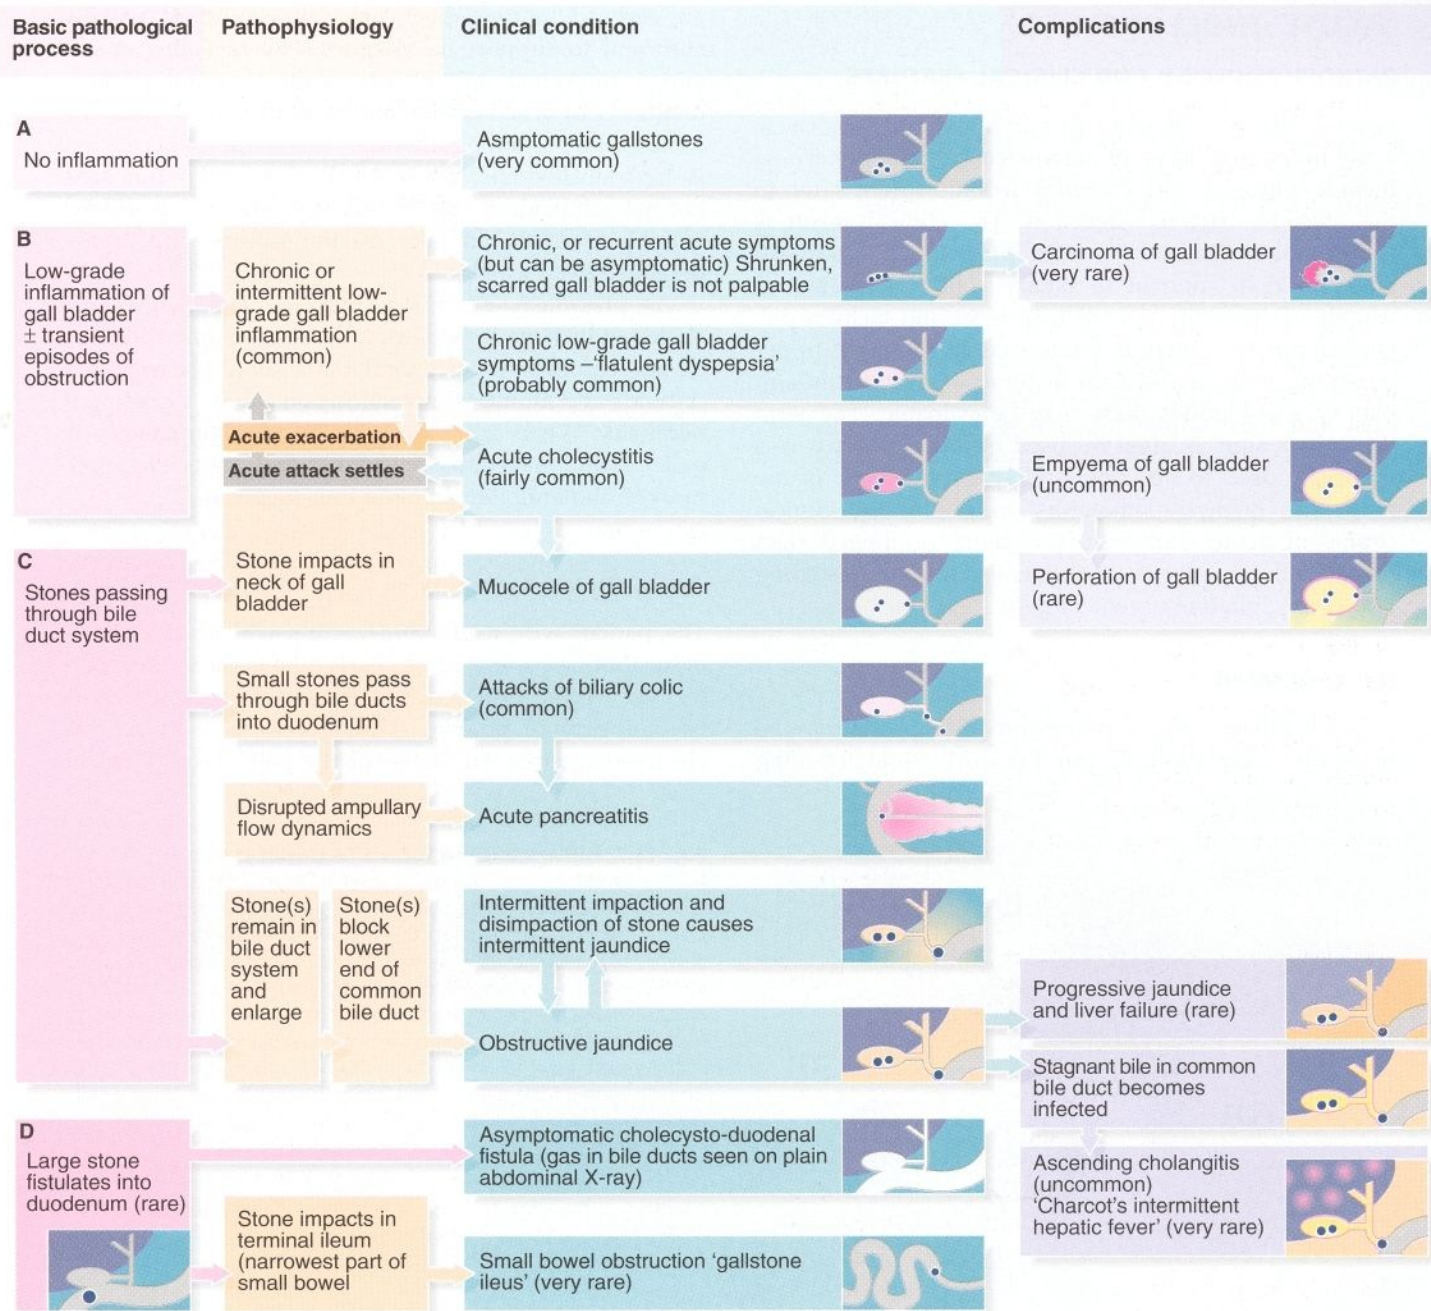 Basic pathological
process
Pathophysiology
Clinical condition
Complications
A
No inflammation
Asmptomatic gallstones
(very common)
B
Low-grade
inflammation of
gall bladder
± transient
episodes of
obstruction
Chronic or
intermittent low-
grade gall bladder
inflammation
(common)
Chronic, or recurrent acute symptoms
(but can be asymptomatic) Shrunken,
scarred gall bladder is not palpable
Carcinoma of gall bladder
(very rare)
Chronic low-grade gall bladder
symptoms –‘flatulent dyspepsia’
(probably common)
Acute exacerbation
Acute attack settles
Acute cholecystitis
(fairly common)
Empyema of gall bladder
(uncommon)
C
Stones passing
through bile
duct system
Stone impacts in
neck of gall
bladder
Mucocele of gall bladder
Perforation of gall bladder
(rare)
Small stones pass
through bile ducts
into duodenum
Attacks of biliary colic
(common)
Disrupted ampullary
flow dynamics
Acute pancreatitis
Stone(s)
remain in
bile duct
system
and
enlarge
Stone(s)
block
lower
end of
common
bile duct
Intermittent impaction and
disimpaction of stone causes
intermittent jaundice
Obstructive jaundice
Progressive jaundice
and liver failure (rare)
Stagnant bile in common
bile duct becomes
infected
Ascending cholangitis
(uncommon)
‘Charcot’s intermittent
hepatic fever’ (very rare)
D
Large stone
fistulates into
duodenum (rare)
Asymptomatic cholecysto-duodenal
fistula (gas in bile ducts seen on plain
abdominal X-ray)
Stone impacts in
terminal ileum
(narrowest part of
small bowel
Small bowel obstruction ‘gallstone
ileus’ (very rare)